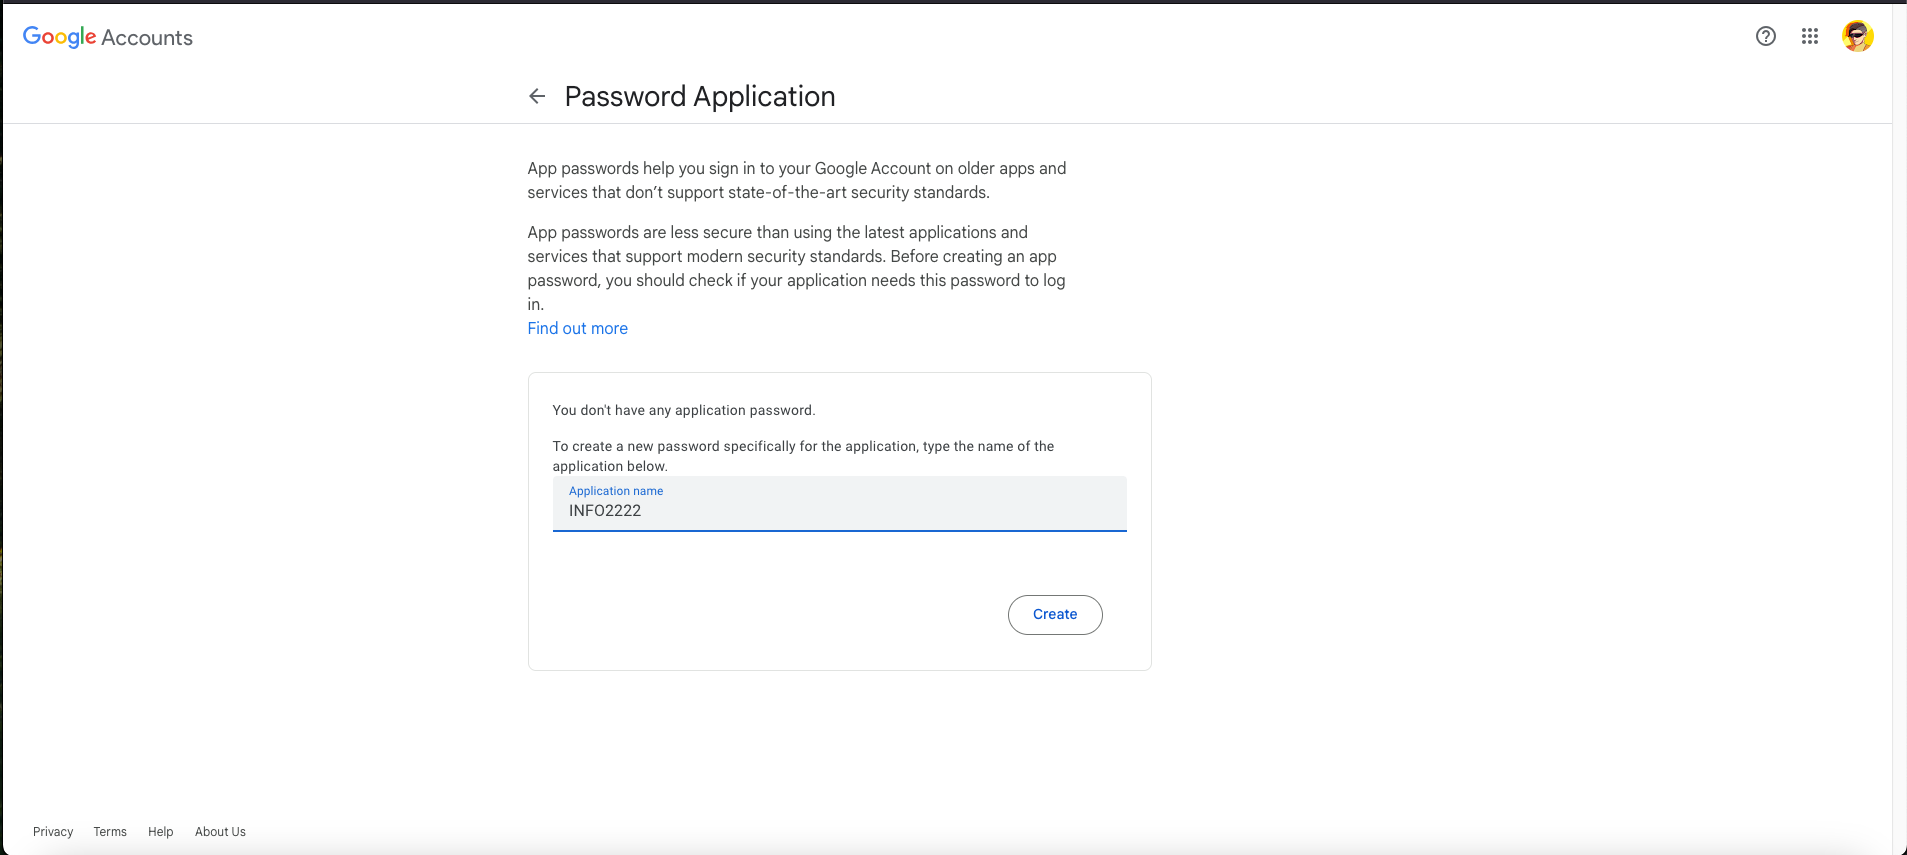 Google Accounts
Password Application
App passwords help you sign in to your Google Account on older apps and
services that don’t support state-of-the-art security standards.
App passwords are less secure than using the latest applications and
services that support modern security standards. Before creating an app
password, you should check if your application needs this password to log
in.
Find out more
You don't have any application password.
To create a new password specifically for the application, type the name of the
application below.
Application name
INFO2222
Create
Privacy Terms Help About Us